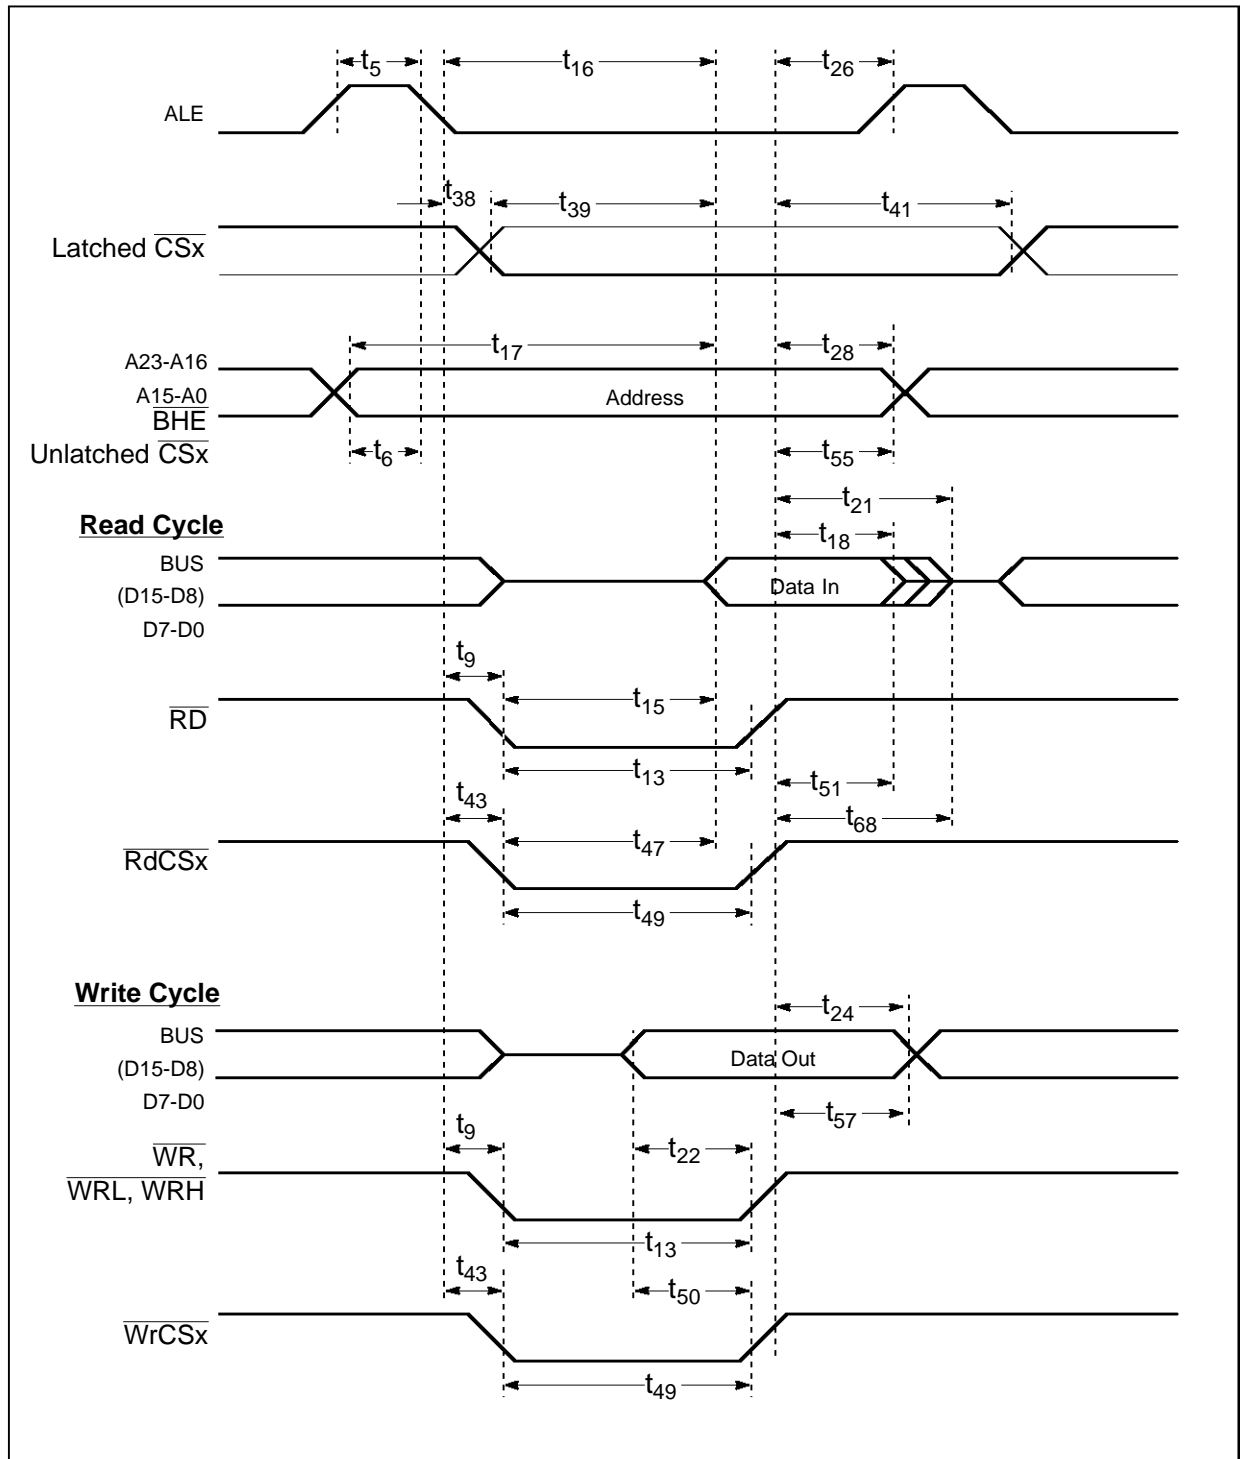 t5
t16
t26
ALE
t38
t39
t41
Latched CSx
t17
t28
A23-A16
A15-A0
Address
BHE
Unlatched CSx
t6
t55
t21
Read Cycle
t18
BUS
(D15-D8)
Data In
D7-D0
t9
t15
RD
t13
t51
t43
t68
t47
RdCSx
t49
Write Cycle
t24
BUS
(D15-D8)
Data Out
D7-D0
t57
t9
t22
WR,
WRL, WRH
t13
t43
t50
WrCSx
t49